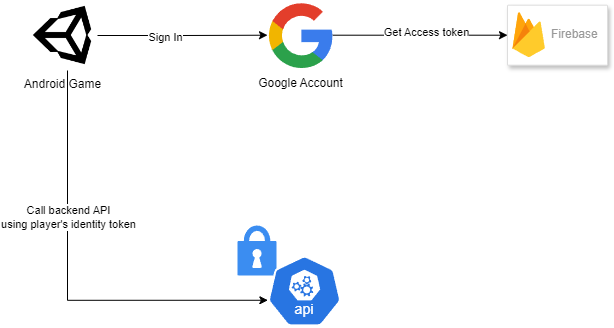 Sign In
Get Access token
Firebase
Android Game
Google Account
Call backend API
using player's identity token
api